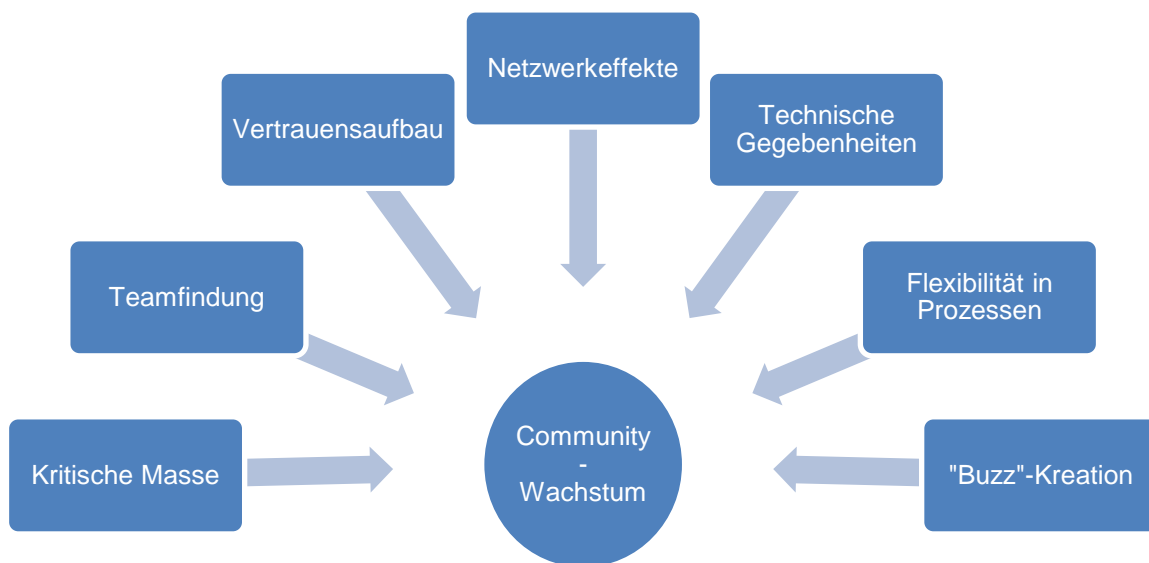 Netzwerkeffekte
Vertrauensaufbau
Technische
Gegebenheiten
Teamfindung
Flexibilität in
Prozessen
Kritische Masse
Community
-
Wachstum
"Buzz"-Kreation